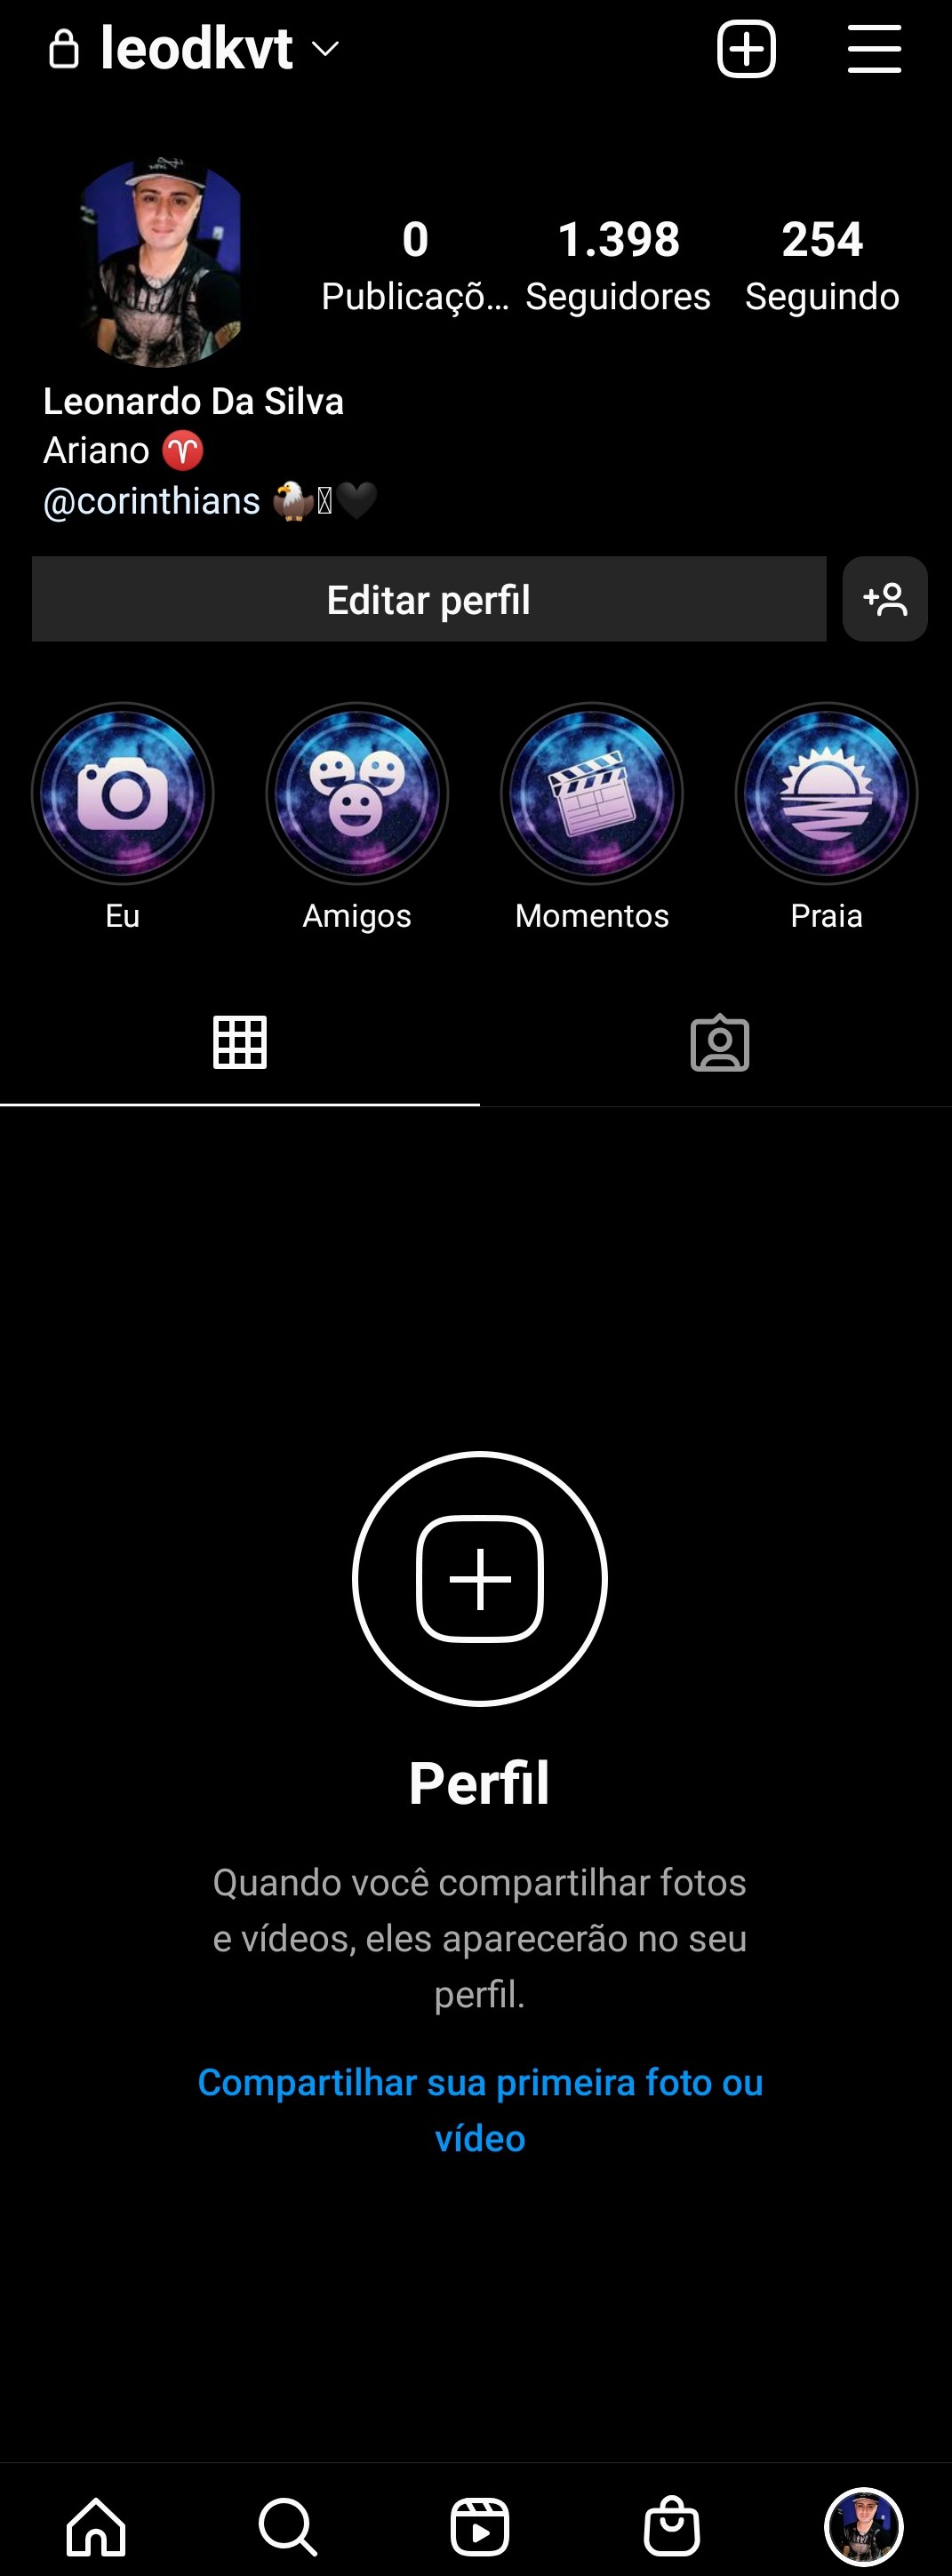 leodkvt
0 1.398 254
Publicaçõ... Seguidores Seguindo
Leonardo Da Silva
Ariano ♈
@corinthians 🦅🖤
Editar perfil
Eu Amigos Momentos Praia
Perfil
Quando você compartilhar fotos
e vídeos, eles aparecerão no seu
perfil.
Compartilhar sua primeira foto ou
vídeo